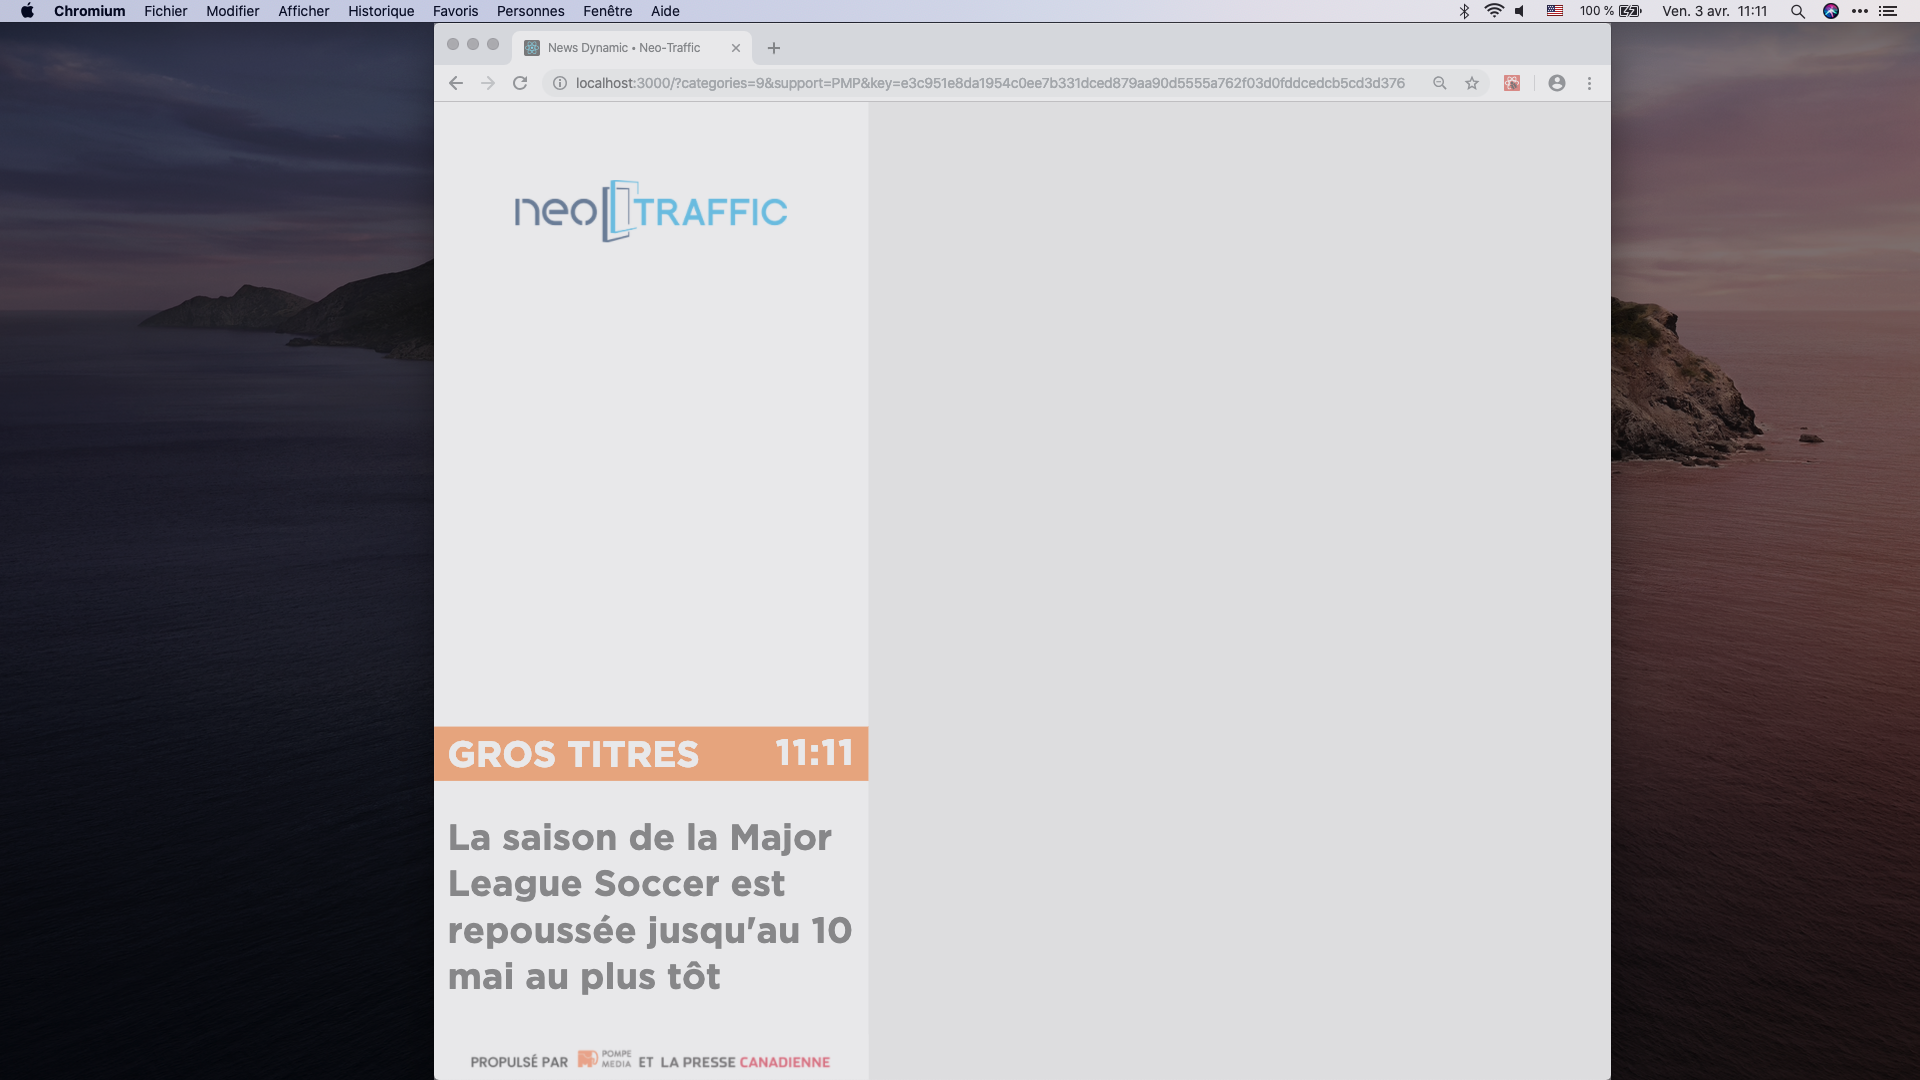 Chromium Fichier Modifier Afficher Historique Favoris Personnes Fenêtre Aide 100 % Ven. 3 avr. 11:11
News Dynamic • Neo-Traffic
localhost:3000/?categories=9&support=PMP&key=e3c951e8da1954c0ee7b331dced879aa90d5555a762f03d0fddcedcb5cd3d376
neo TRAFFIC
GROS TITRES 11:11
La saison de la Major
League Soccer est
repoussée jusqu'au 10
mai au plus tôt
PROPULSÉ PAR POMPE MEDIA ET LA PRESSE CANADIENNE